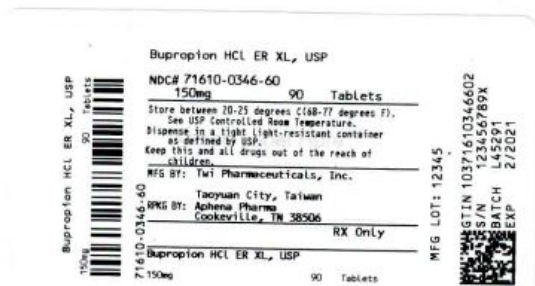 Bupropion HCl ER XL, USP
NDC# 71610-0346-60
150mg 90 Tablets
Store between 20-25 degrees C(68-77 degrees F).
See USP Controlled Room Temperature.
Dispense in a tight light-resistant container
as defined by USP.
Keep this and all drugs out of the reach of
children.
MFG BY: Twi Pharmaceuticals, Inc.
Taoyuan City, Taiwan
RPKG BY: Aphena Pharma
Cookeville, TN 38506
RX Only
Bupropion HCl ER XL, USP
150mg 90 Tablets
Bupropion HCl ER XL, USP
150mg 90 Tablets
71610-0346-60
MFG LOT: 12345
GTIN 10371610346602
S/N 123456789X
BATCH L45291
EXP 2/2021